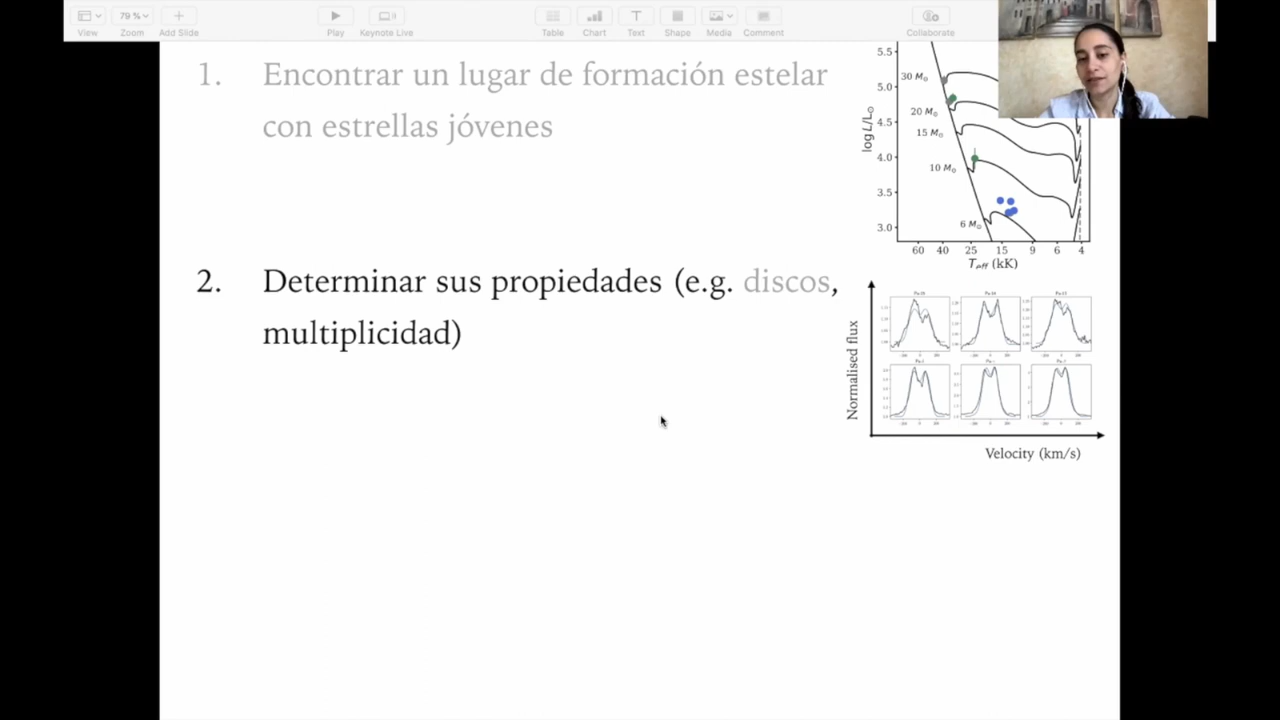 View
79 %
Zoom
Add Slide
Play
Keynote Live
Table
Chart
Text
Shape
Media
Comment
Collaborate
1. Encontrar un lugar de formación estelar
con estrellas jóvenes
2. Determinar sus propiedades (e.g. discos,
multiplicidad)
5.5
30 M⊙
5.0
20 M⊙
4.5
15 M⊙
4.0
10 M⊙
3.5
6 M⊙
3.0
log L/L⊙
60 40 25 15 9 6 4
Teff (kK)
Normalised flux
Velocity (km/s)